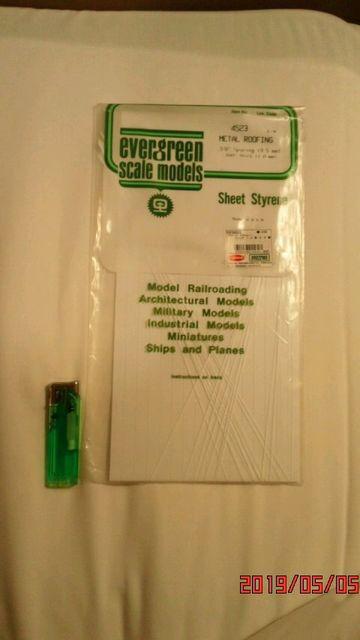 4523
METAL ROOFING
evergreen
scale models
Sheet Styrene
Model Railroading
Architectural Models
Military Models
Industrial Models
Miniatures
Ships and Planes
Instructions on back
2019/05/05